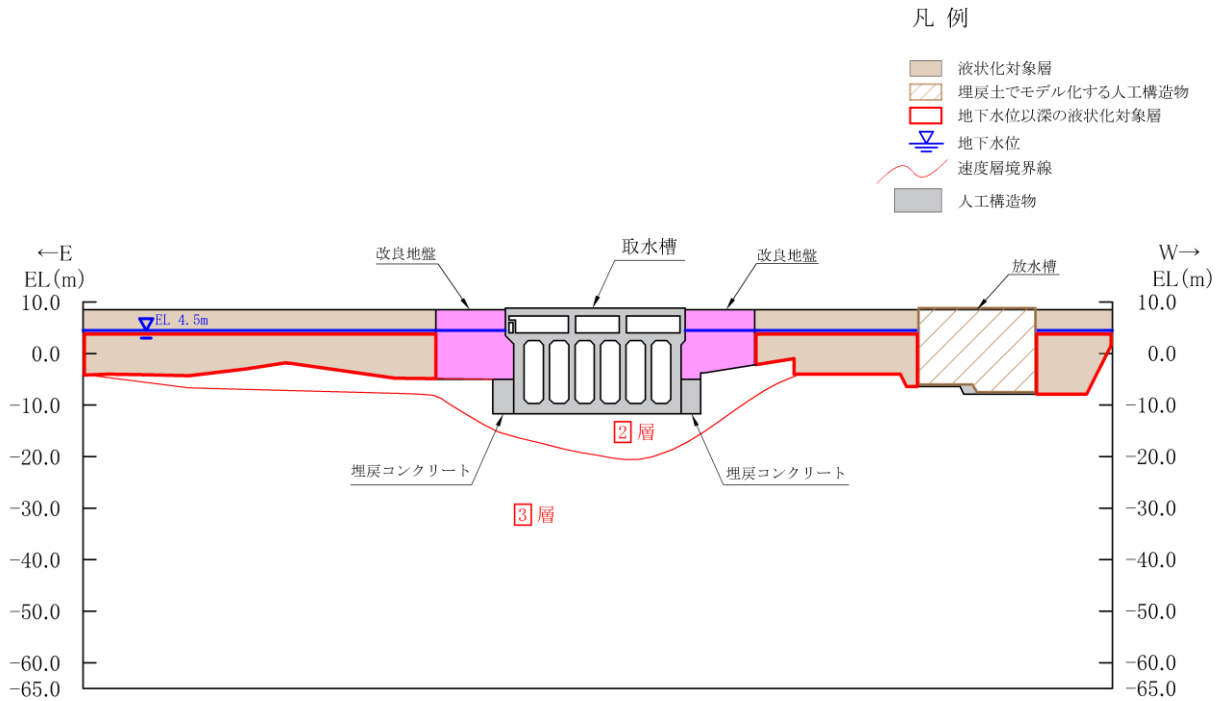 凡 例
液状化対象層
埋戻土でモデル化する人工構造物
地下水位以深の液状化対象層
地下水位
速度層境界線
人工構造物
←E
EL(m)
W→
EL(m)
改良地盤
取水槽
改良地盤
放水槽
EL 4.5m
10.0
0.0
-10.0
-20.0
-30.0
-40.0
-50.0
-60.0
-65.0
10.0
0.0
-10.0
-20.0
-30.0
-40.0
-50.0
-60.0
-65.0
2 層
埋戻コンクリート
埋戻コンクリート
3 層